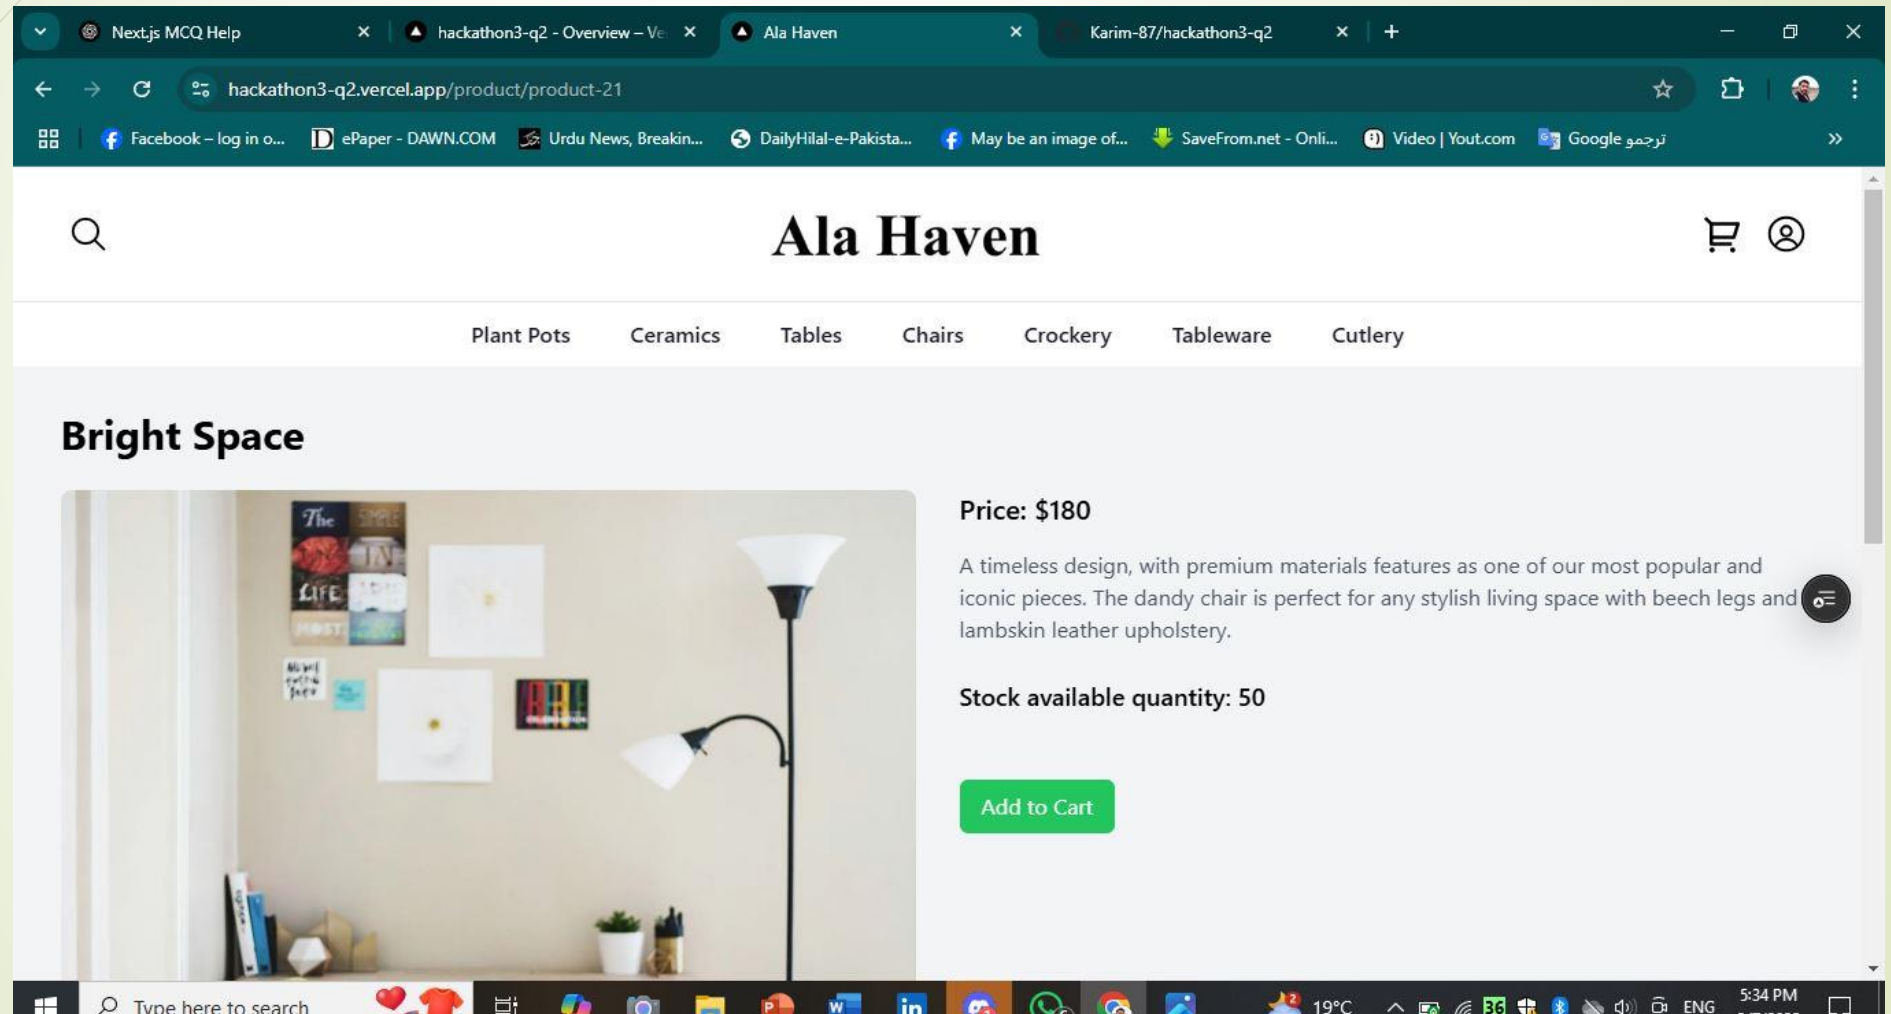 Next.js MCQ Help
hackathon3-q2 - Overview – Ve
Ala Haven
Karim-87/hackathon3-q2
hackathon3-q2.vercel.app/product/product-21
Facebook – log in o...
ePaper - DAWN.COM
Urdu News, Breakin...
DailyHilal-e-Pakista...
May be an image of...
SaveFrom.net - Onli...
Video | Yout.com
ترجمو Google
Ala Haven
Plant Pots
Ceramics
Tables
Chairs
Crockery
Tableware
Cutlery
Bright Space
The SIMPLE
IN
LIFE
MOST
Price: $180
A timeless design, with premium materials features as one of our most popular and
iconic pieces. The dandy chair is perfect for any stylish living space with beech legs and
lambskin leather upholstery.
Stock available quantity: 50
Add to Cart
Type here to search
19°C
36
ENG
5:34 PM